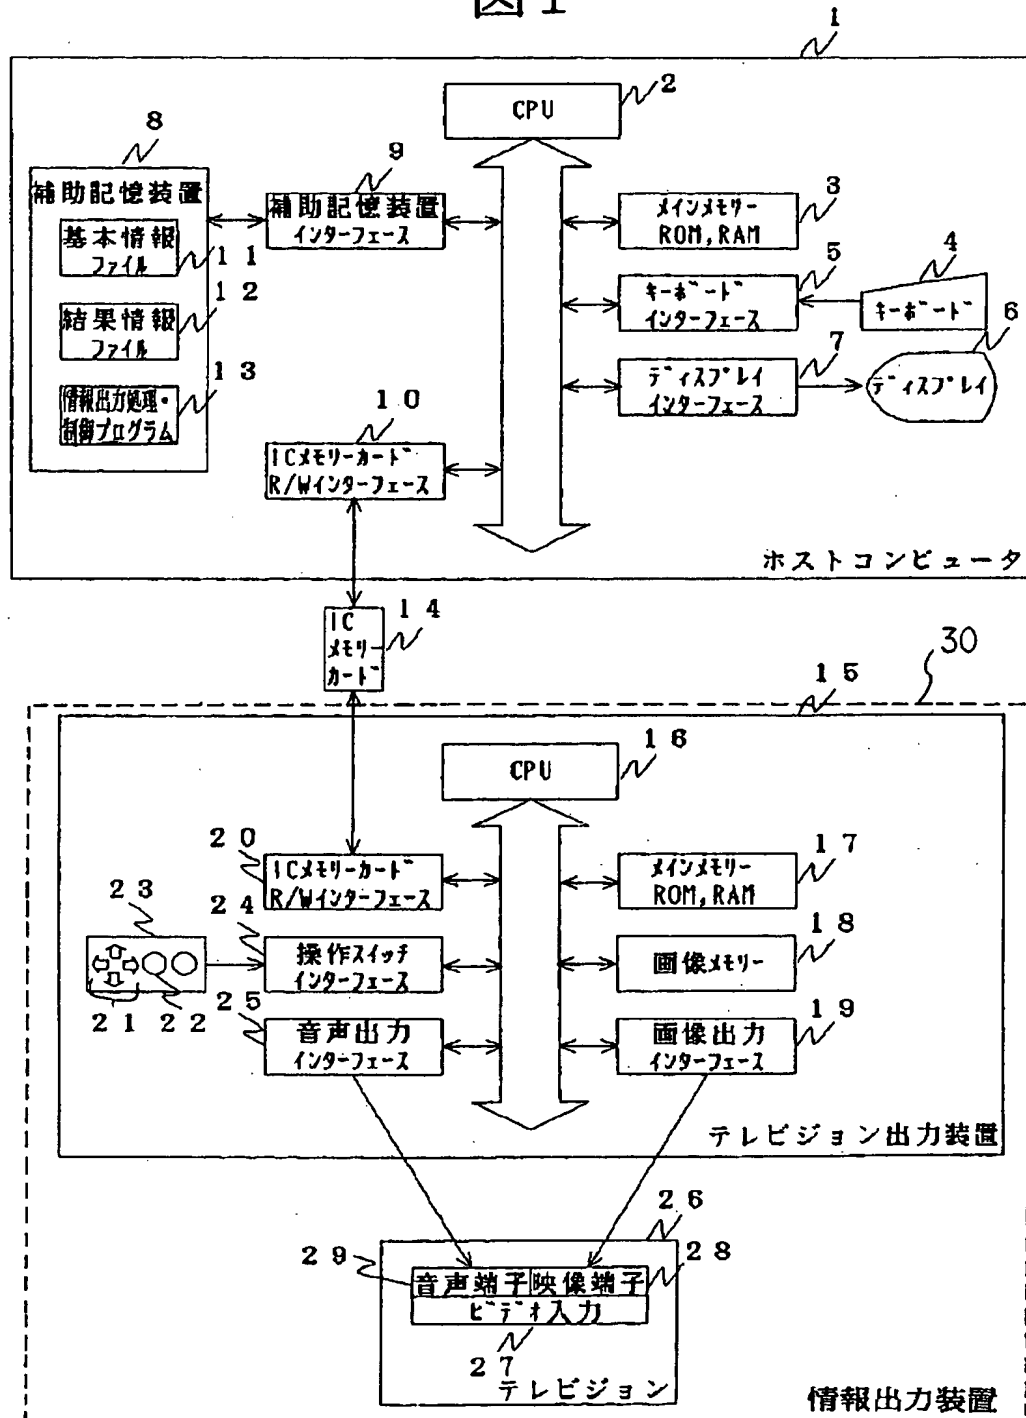 図1
1
CPU
2
8
補助記憶装置
基本情報
ファイル
11
結果情報
ファイル
12
情報出力処理・
制御プログラム
13
9
補助記憶装置
インターフェース
メインメモリー
ROM, RAM
3
キーボード
インターフェース
5
キーボード
4
ディスプレイ
インターフェース
7
ディスプレイ
6
10
ICメモリーカード
R/Wインターフェース
ホストコンピュータ
IC
メモリー
カード
14
30
15
CPU
16
20
ICメモリーカード
R/Wインターフェース
メインメモリー
ROM, RAM
17
23
21
22
24
操作スイッチ
インターフェース
画像メモリー
18
25
音声出力
インターフェース
画像出力
インターフェース
19
テレビジョン出力装置
26
29
音声端子
映像端子
28
ビデオ入力
27
テレビジョン
情報出力装置